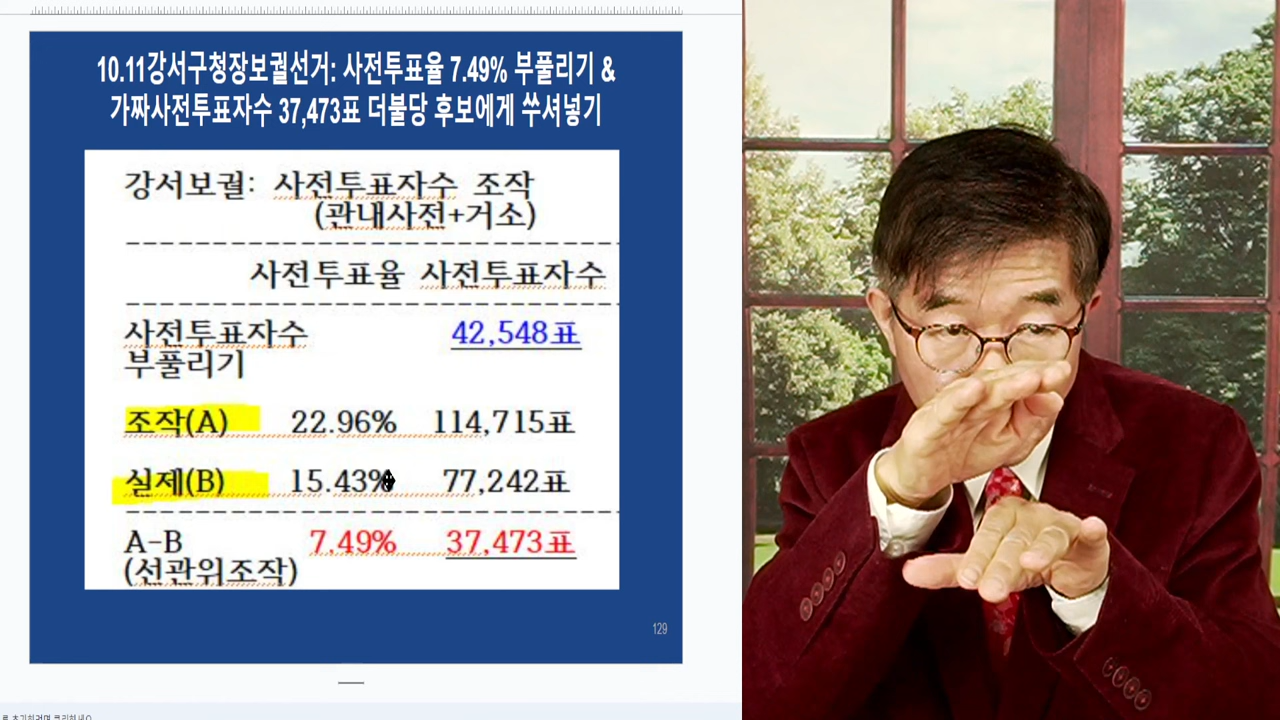 10.11강서구청장보궐선거: 사전투표율 7.49% 부풀리기 &
가짜사전투표자수 37,473표 더불당 후보에게 쑤셔넣기
강서보궐: 사전투표자수 조작
(관내사전+거소)
사전투표율 사전투표자수
사전투표자수 42,548표
부풀리기
조작(A) 22.96% 114,715표
실제(B) 15.43% 77,242표
A-B 7.49% 37,473표
(선관위조작)
129